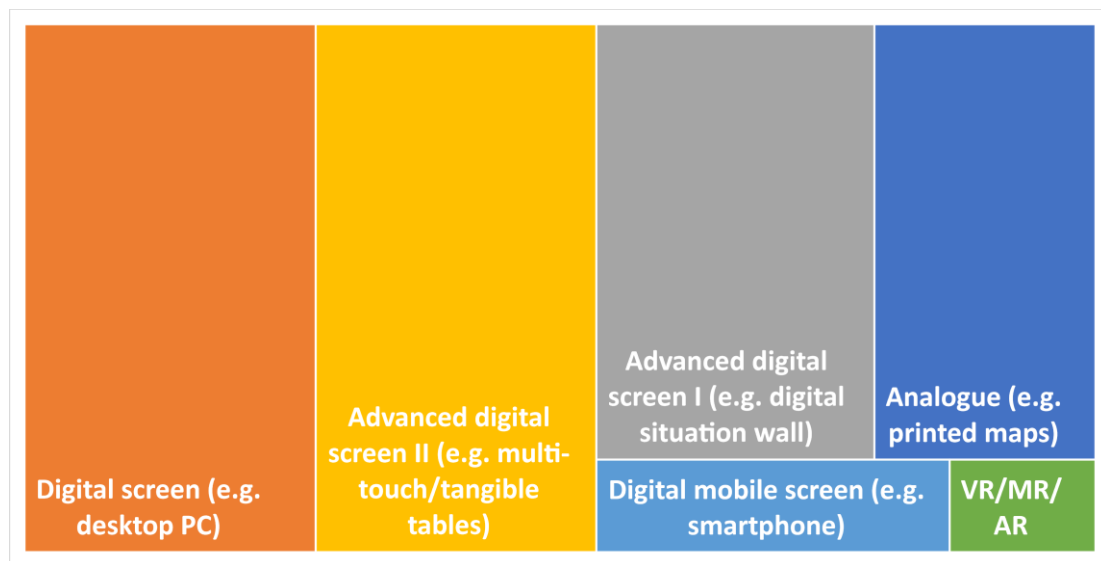 Digital screen (e.g.
desktop PC)
Advanced digital
screen II (e.g. multi-
touch/tangible
tables)
Advanced digital
screen I (e.g. digital
situation wall)
Analogue (e.g.
printed maps)
Digital mobile screen (e.g.
smartphone)
VR/MR/
AR